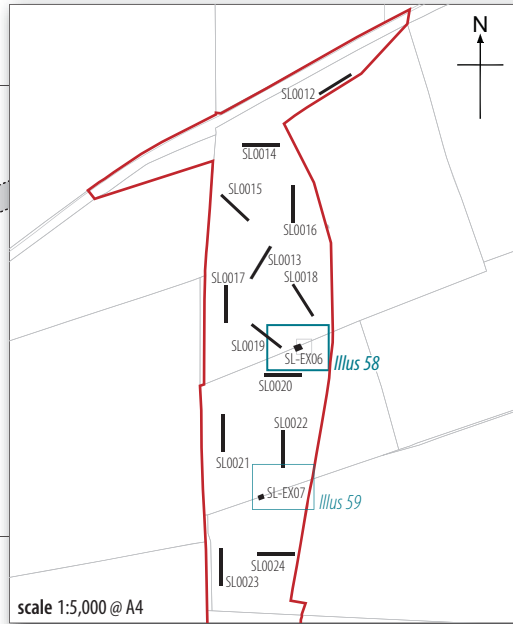 N
SL0012
SL0014
SL0015
SL0016
SL0013
SL0017
SL0018
SL0019
SL-EX06
Illus 58
SL0020
SL0022
SL0021
SL-EX07
Illus 59
SL0024
SL0023
scale 1:5,000 @ A4